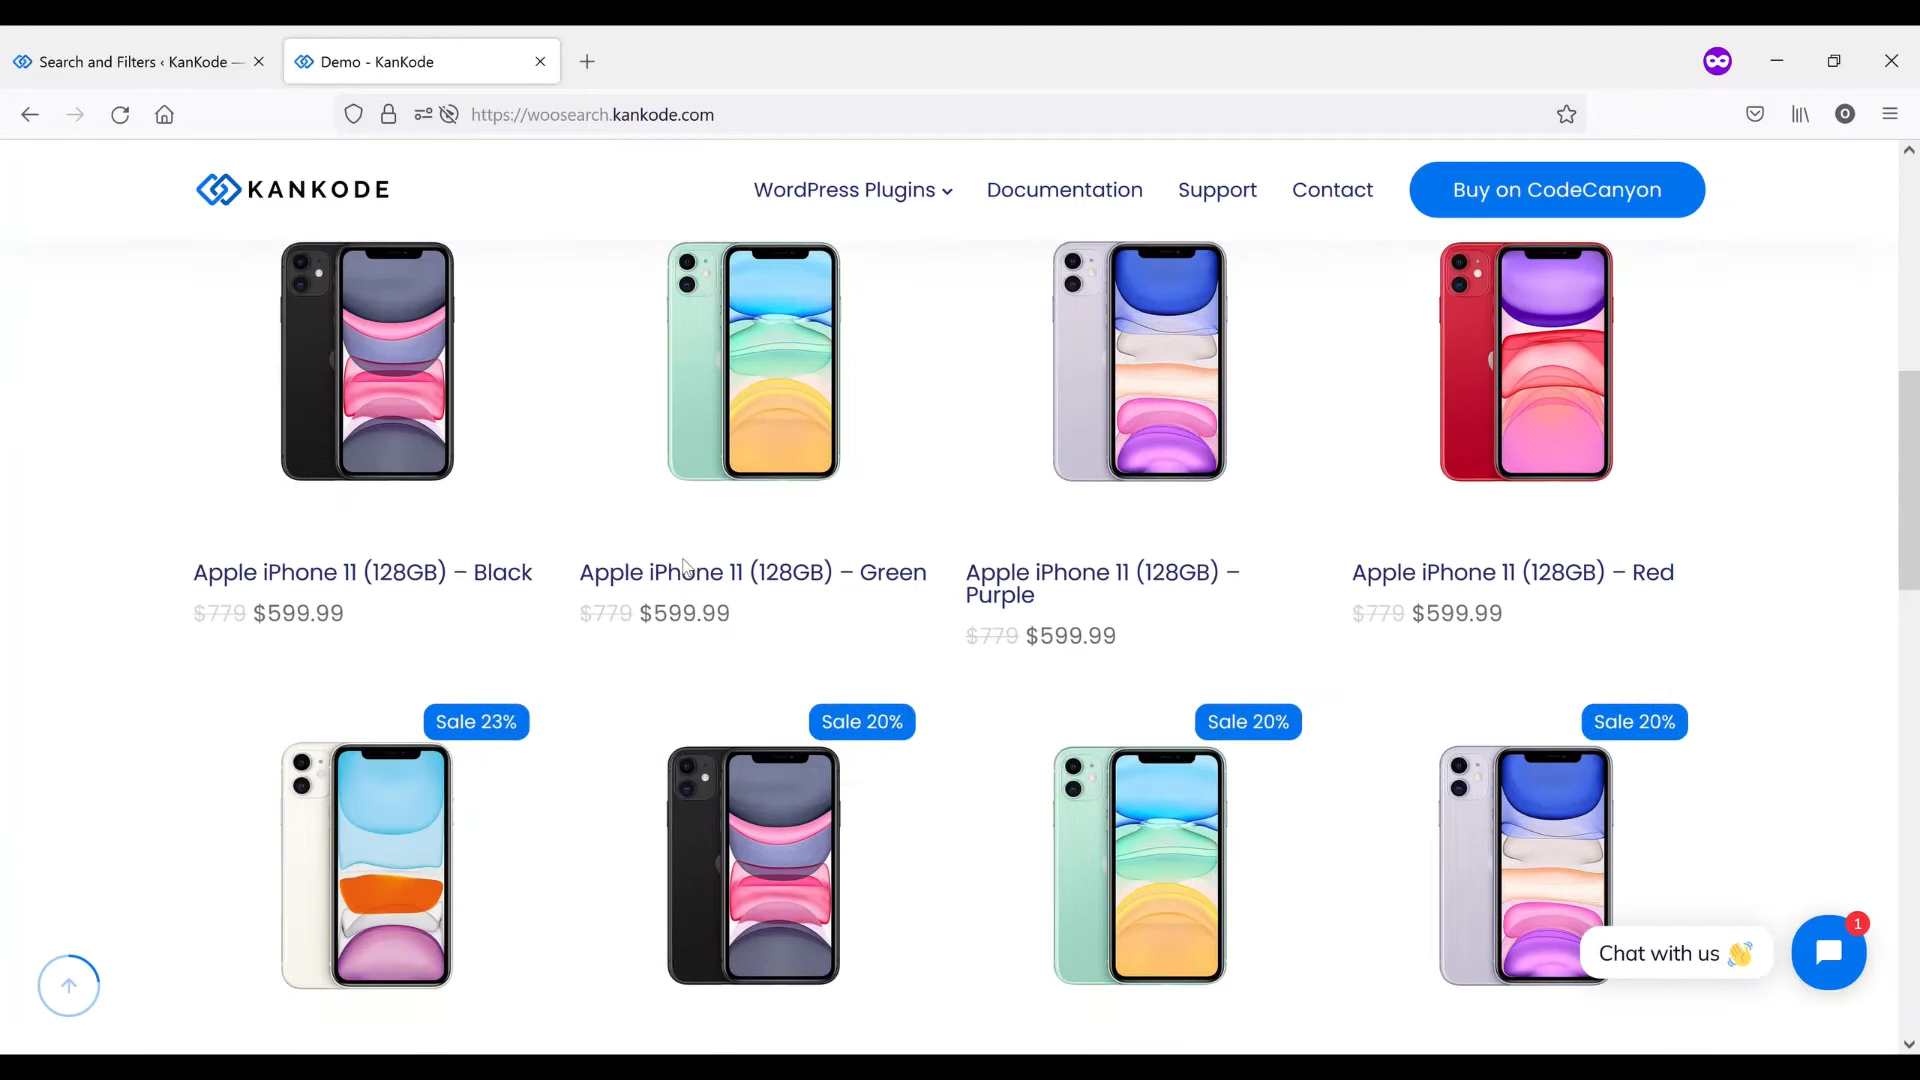 Search and Filters ‹ KanKode —
Demo - KanKode
https://woosearch.kankode.com
KANKODE
WordPress Plugins
Documentation
Support
Contact
Buy on CodeCanyon
Apple iPhone 11 (128GB) – Black
$779 $599.99
Apple iPhone 11 (128GB) – Green
$779 $599.99
Apple iPhone 11 (128GB) –
Purple
$779 $599.99
Apple iPhone 11 (128GB) – Red
$779 $599.99
Sale 23%
Sale 20%
Sale 20%
Sale 20%
Chat with us 👋
1
O